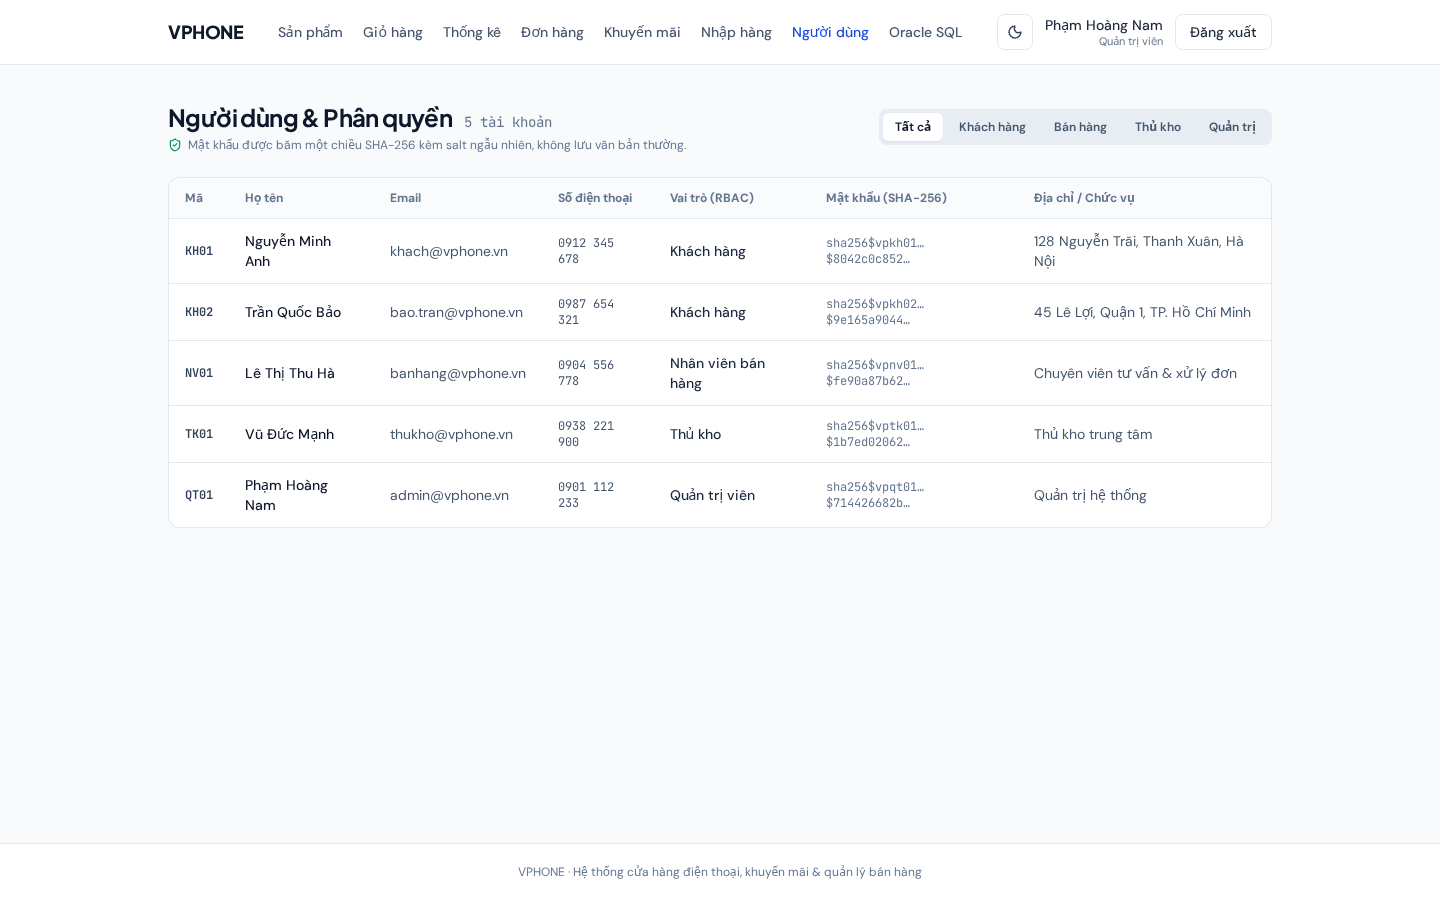 VPHONE
Sản phẩm
Giỏ hàng
Thống kê
Đơn hàng
Khuyến mãi
Nhập hàng
Người dùng
Oracle SQL
Phạm Hoàng Nam
Quản trị viên
Đăng xuất
Người dùng & Phân quyền 5 tài khoản
Mật khẩu được băm một chiều SHA-256 kèm salt ngẫu nhiên, không lưu văn bản thường.
Tất cả
Khách hàng
Bán hàng
Thủ kho
Quản trị
Mã
Họ tên
Email
Số điện thoại
Vai trò (RBAC)
Mật khẩu (SHA-256)
Địa chỉ / Chức vụ
KH01
Nguyễn Minh
Anh
khach@vphone.vn
0912 345
678
Khách hàng
sha256$vpkh01…
$8042c0c852…
128 Nguyễn Trãi, Thanh Xuân, Hà
Nội
KH02
Trần Quốc Bảo
bao.tran@vphone.vn
0987 654
321
Khách hàng
sha256$vpkh02…
$9e165a9044…
45 Lê Lợi, Quận 1, TP. Hồ Chí Minh
NV01
Lê Thị Thu Hà
banhang@vphone.vn
0904 556
778
Nhân viên bán
hàng
sha256$vpnv01…
$fe90a87b62…
Chuyên viên tư vấn & xử lý đơn
TK01
Vũ Đức Mạnh
thukho@vphone.vn
0938 221
900
Thủ kho
sha256$vptk01…
$1b7ed02062…
Thủ kho trung tâm
QT01
Phạm Hoàng
Nam
admin@vphone.vn
0901 112
233
Quản trị viên
sha256$vpqt01…
$714426682b…
Quản trị hệ thống
VPHONE · Hệ thống cửa hàng điện thoại, khuyến mãi & quản lý bán hàng